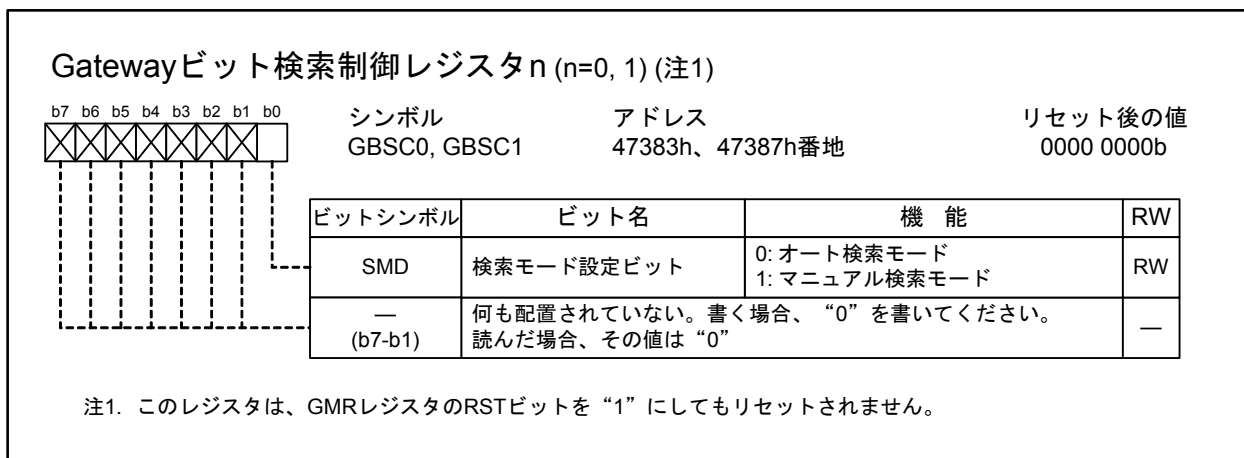 Gatewayビット検索制御レジスタn (n=0, 1) (注1)
b7 b6 b5 b4 b3 b2 b1 b0
シンボル アドレス リセット後の値
GBSC0, GBSC1 47383h、47387h番地 0000 0000b
ビットシンボル ビット名 機 能 RW
SMD 検索モード設定ビット 0: オート検索モード RW
1: マニュアル検索モード
— 何も配置されていない。書く場合、“0”を書いてください。 —
(b7-b1) 読んだ場合、その値は“0”
注1. このレジスタは、GMRレジスタのRSTビットを“1”にしてもリセットされません。